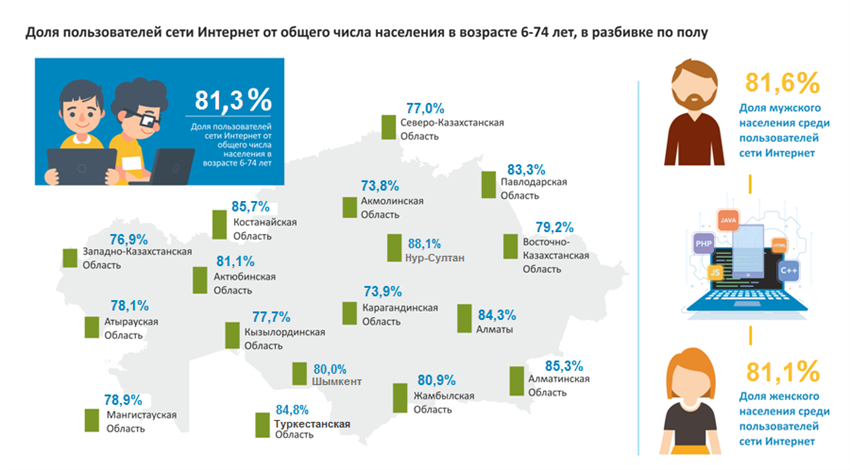 Доля пользователей сети Интернет от общего числа населения в возрасте 6-74 лет, в разбивке по полу
81,3%
Доля пользователей
сети Интернет от
общего числа
населения в
возрасте 6-74 лет
77,0%
Северо-Казахстанская
Область
83,3%
Павлодарская
Область
73,8%
Акмолинская
Область
85,7%
Костанайская
Область
88,1%
Нур-Султан
79,2%
Восточно-
Казахстанская
Область
76,9%
Западно-Казахстанская
Область
81,1%
Актюбинская
Область
73,9%
Карагандинская
Область
84,3%
Алматы
78,1%
Атырауская
Область
77,7%
Кызылординская
Область
80,0%
Шымкент
80,9%
Жамбылская
Область
85,3%
Алматинская
Область
78,9%
Мангистауская
Область
84,8%
Туркестанская
Область
81,6%
Доля мужского
населения среди
пользователей
сети Интернет
JAVA
PHP
HTML
JS
C++
81,1%
Доля женского
населения среди
пользователей
сети Интернет